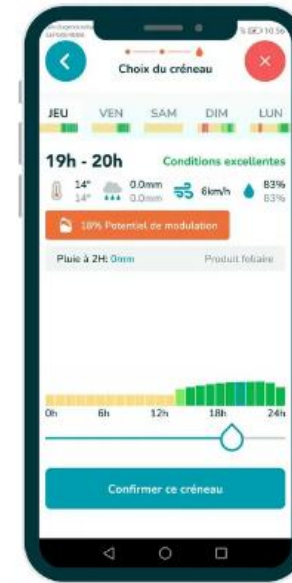 10:56
Choix du créneau
JEU VEN SAM DIM LUN
19h - 20h Conditions excellentes
14° 0.0mm 6km/h 83%
14° 0.0mm 83%
18% Potentiel de modulation
Pluie à 2H: 0mm Produit foliaire
0h 6h 12h 18h 24h
Confirmer ce créneau